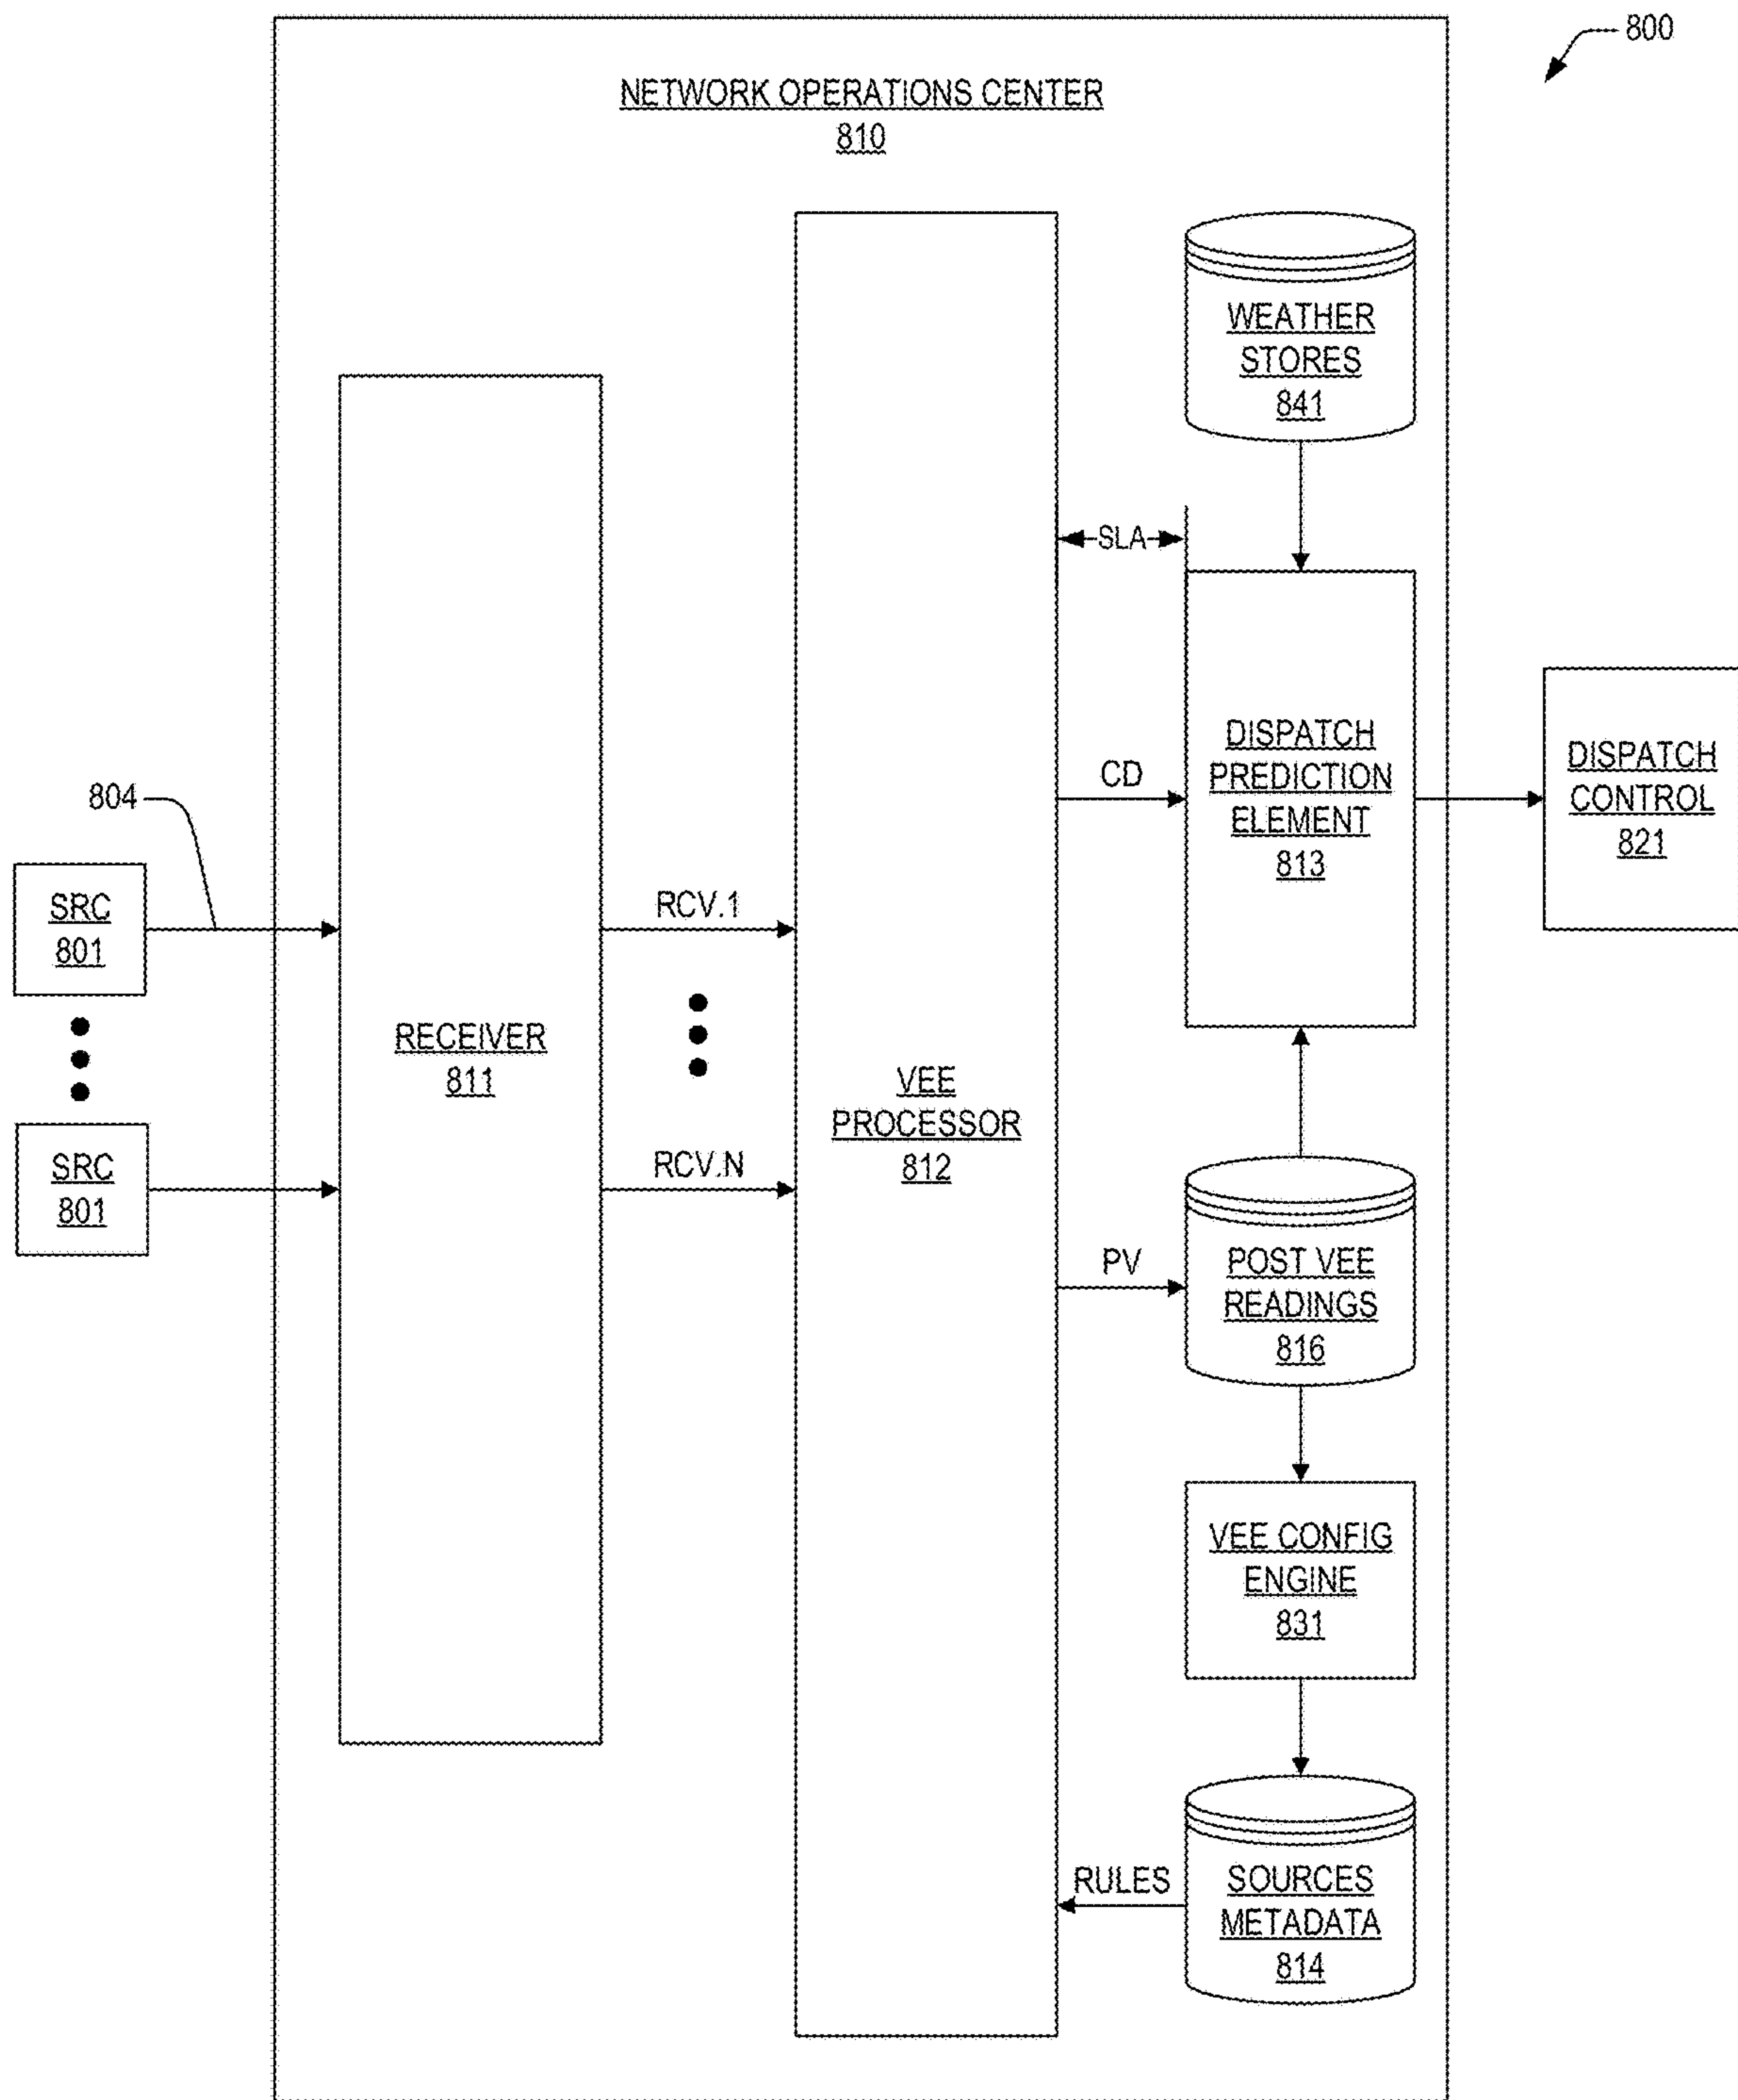 800
NETWORK OPERATIONS CENTER
810
WEATHER
STORES
841
SLA
DISPATCH
PREDICTION
ELEMENT
813
CD
DISPATCH
CONTROL
821
804
SRC
801
RCV.1
RECEIVER
811
VEE
PROCESSOR
812
SRC
801
RCV.N
PV
POST VEE
READINGS
816
VEE CONFIG
ENGINE
831
RULES
SOURCES
METADATA
814